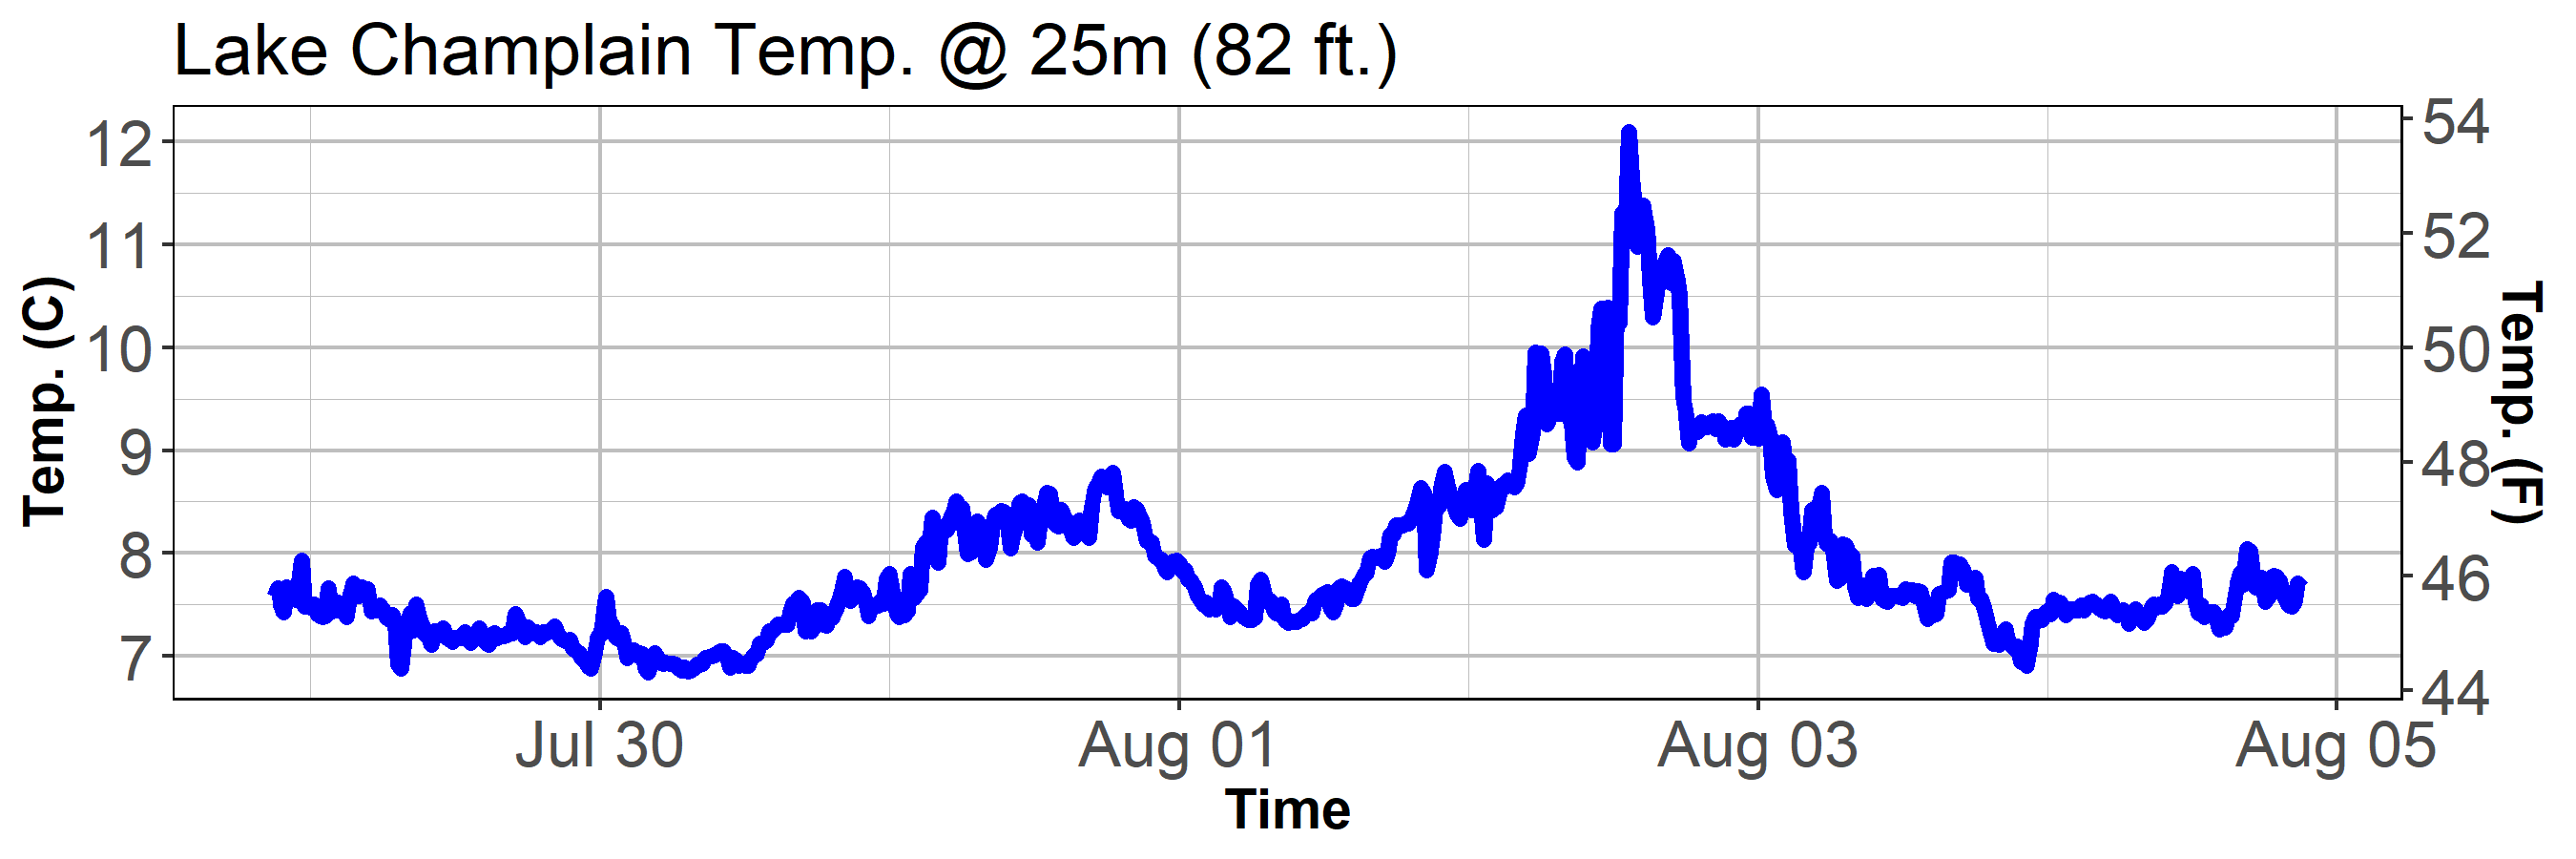 Lake Champlain Temp. @ 25m (82 ft.)
Temp. (C)
12
11
10
9
8
7
54
52
50
48
46
44
Temp. (F)
Jul 30
Aug 01
Aug 03
Aug 05
Time